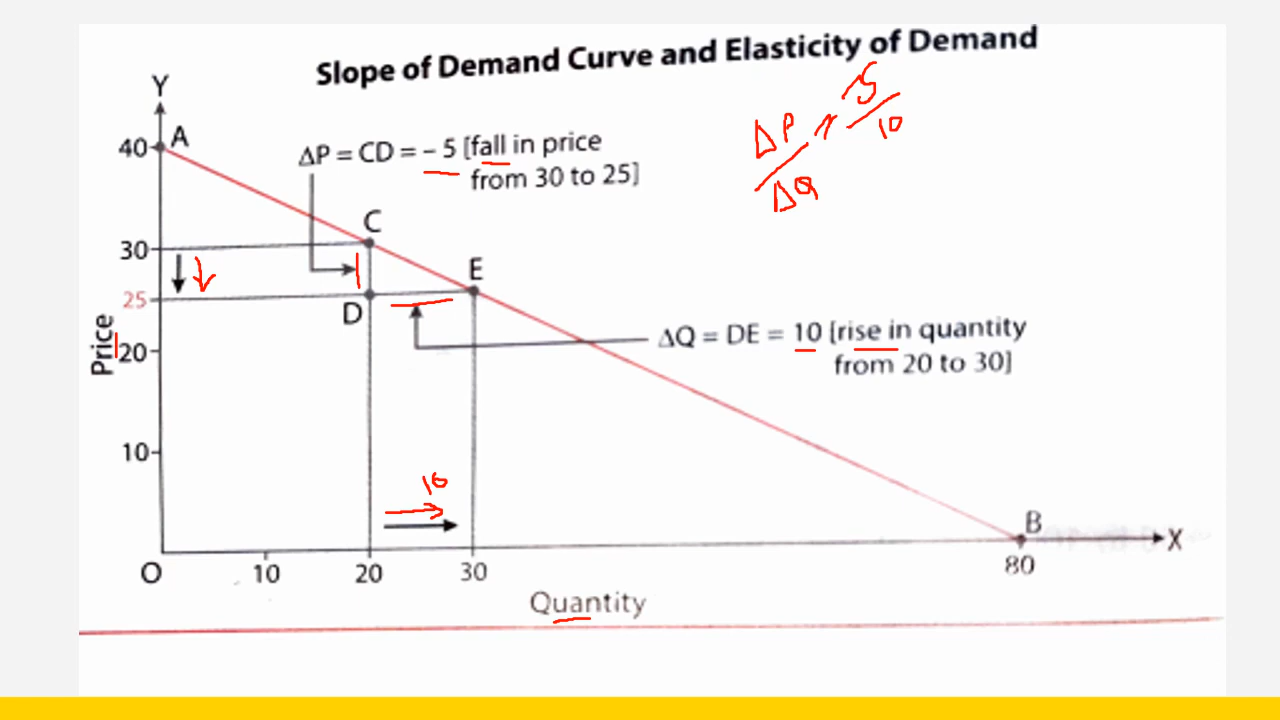 Slope of Demand Curve and Elasticity of Demand
Y
40
A
ΔP = CD = – 5 [fall in price
from 30 to 25]
ΔP
ΔQ
5
10
C
30
E
25
D
ΔQ = DE = 10 [rise in quantity
from 20 to 30]
Price
20
10
10
B
X
O
10
20
30
80
Quantity